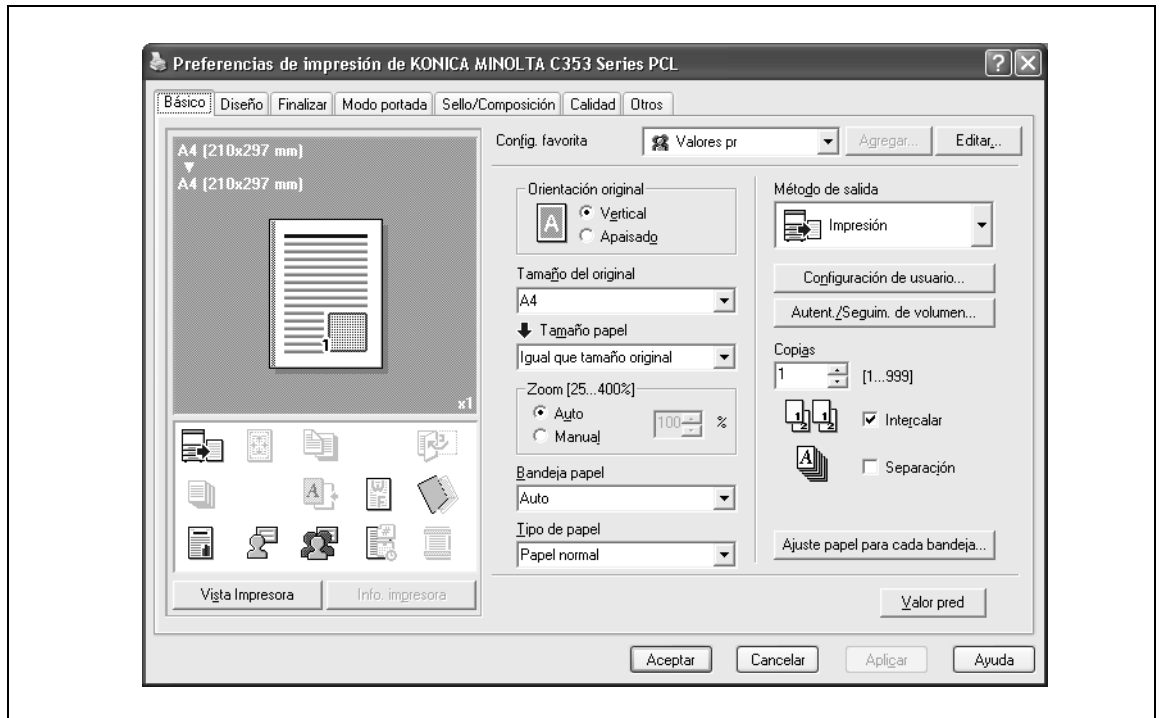 Preferencias de impresión de KONICA MINOLTA C353 Series PCL
Básico Diseño Finalizar Modo portada Sello/Composición Calidad Otros
A4 (210x297 mm)
A4 (210x297 mm)
1
x1
Vista Impresora Info. impresora
Config. favorita Valores pr Agregar... Editar...
Orientación original
A
Vertical
Apaisado
Tamaño del original
A4
Tamaño papel
Igual que tamaño original
Zoom [25...400%]
Auto
Manual
100 %
Bandeja papel
Auto
Tipo de papel
Papel normal
Método de salida
Impresión
Configuración de usuario...
Autent./Seguim. de volumen...
Copias
1 [1...999]
Intercalar
Separación
Ajuste papel para cada bandeja...
Valor pred
Aceptar Cancelar Aplicar Ayuda